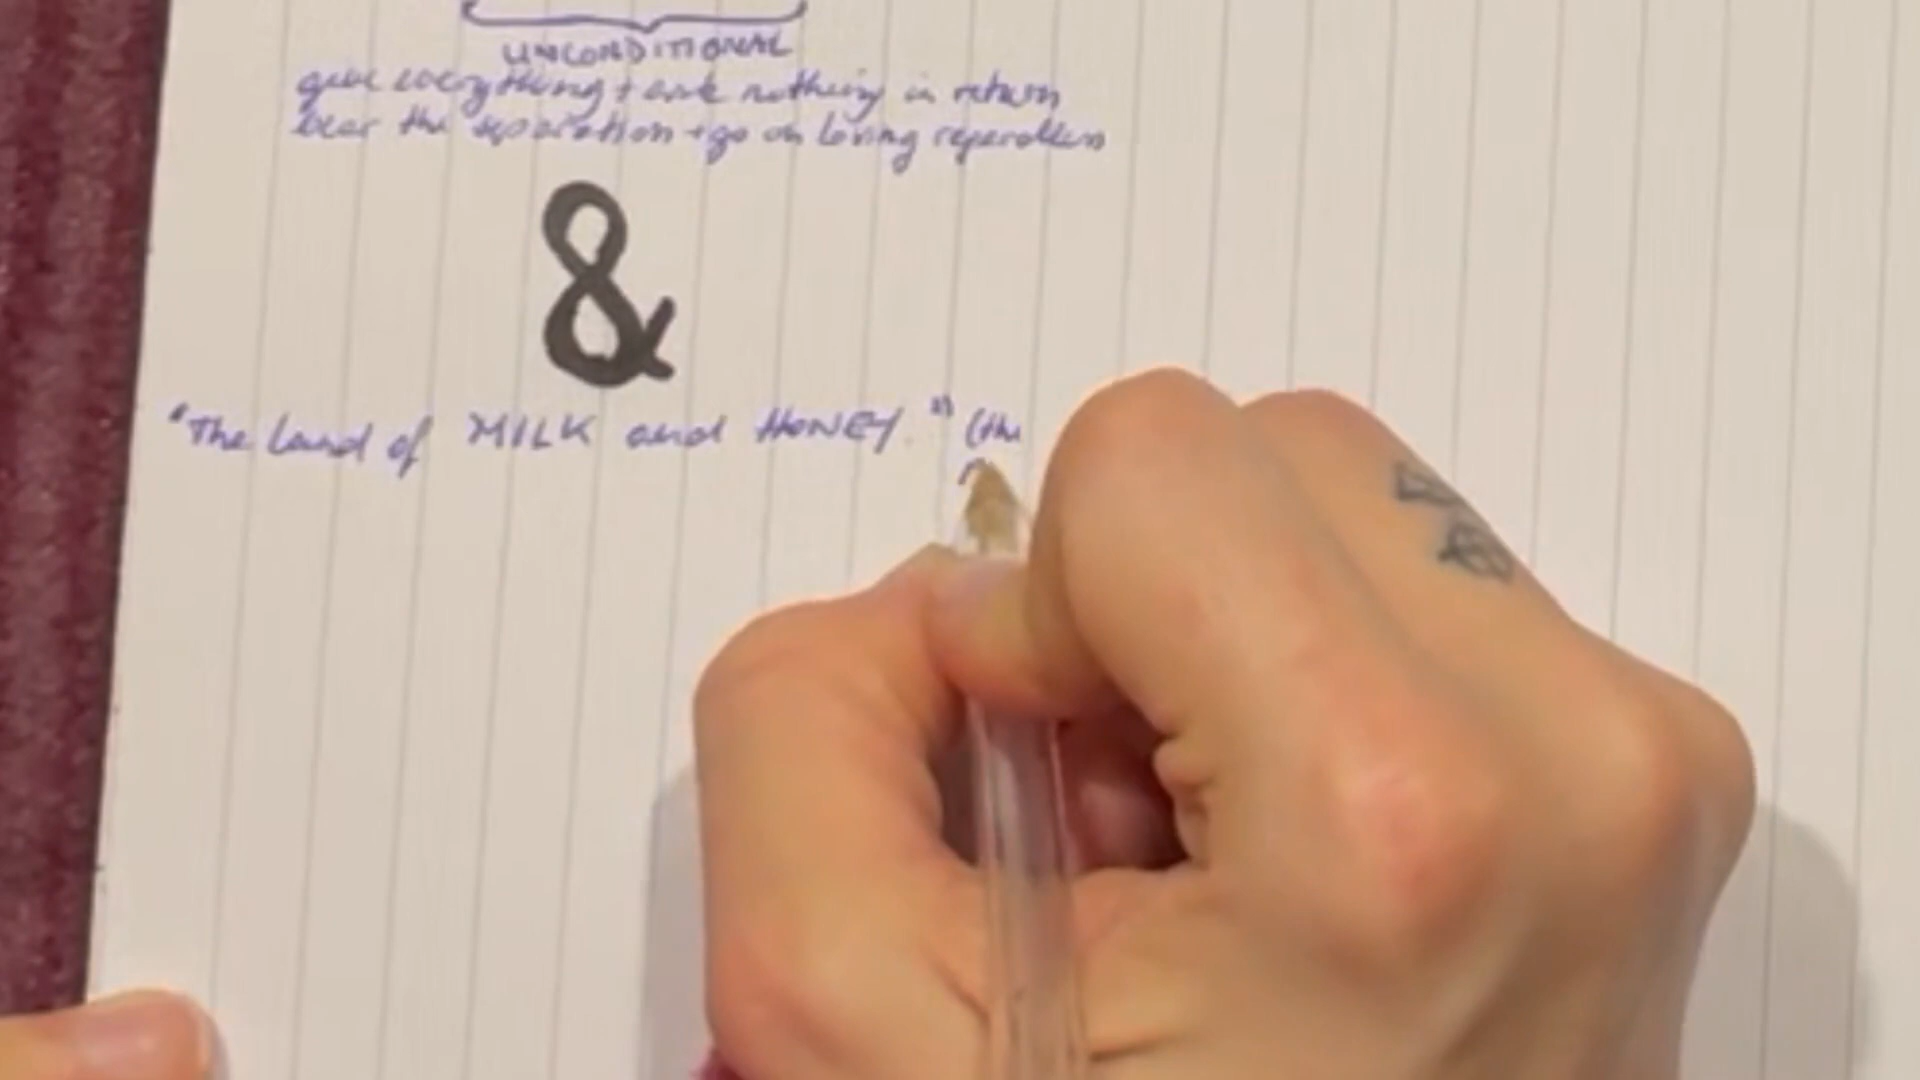 UNCONDITIONAL
give everything + ask nothing in return
bear the separation + go on loving regardless
&
"The Land of MILK and HONEY." (the